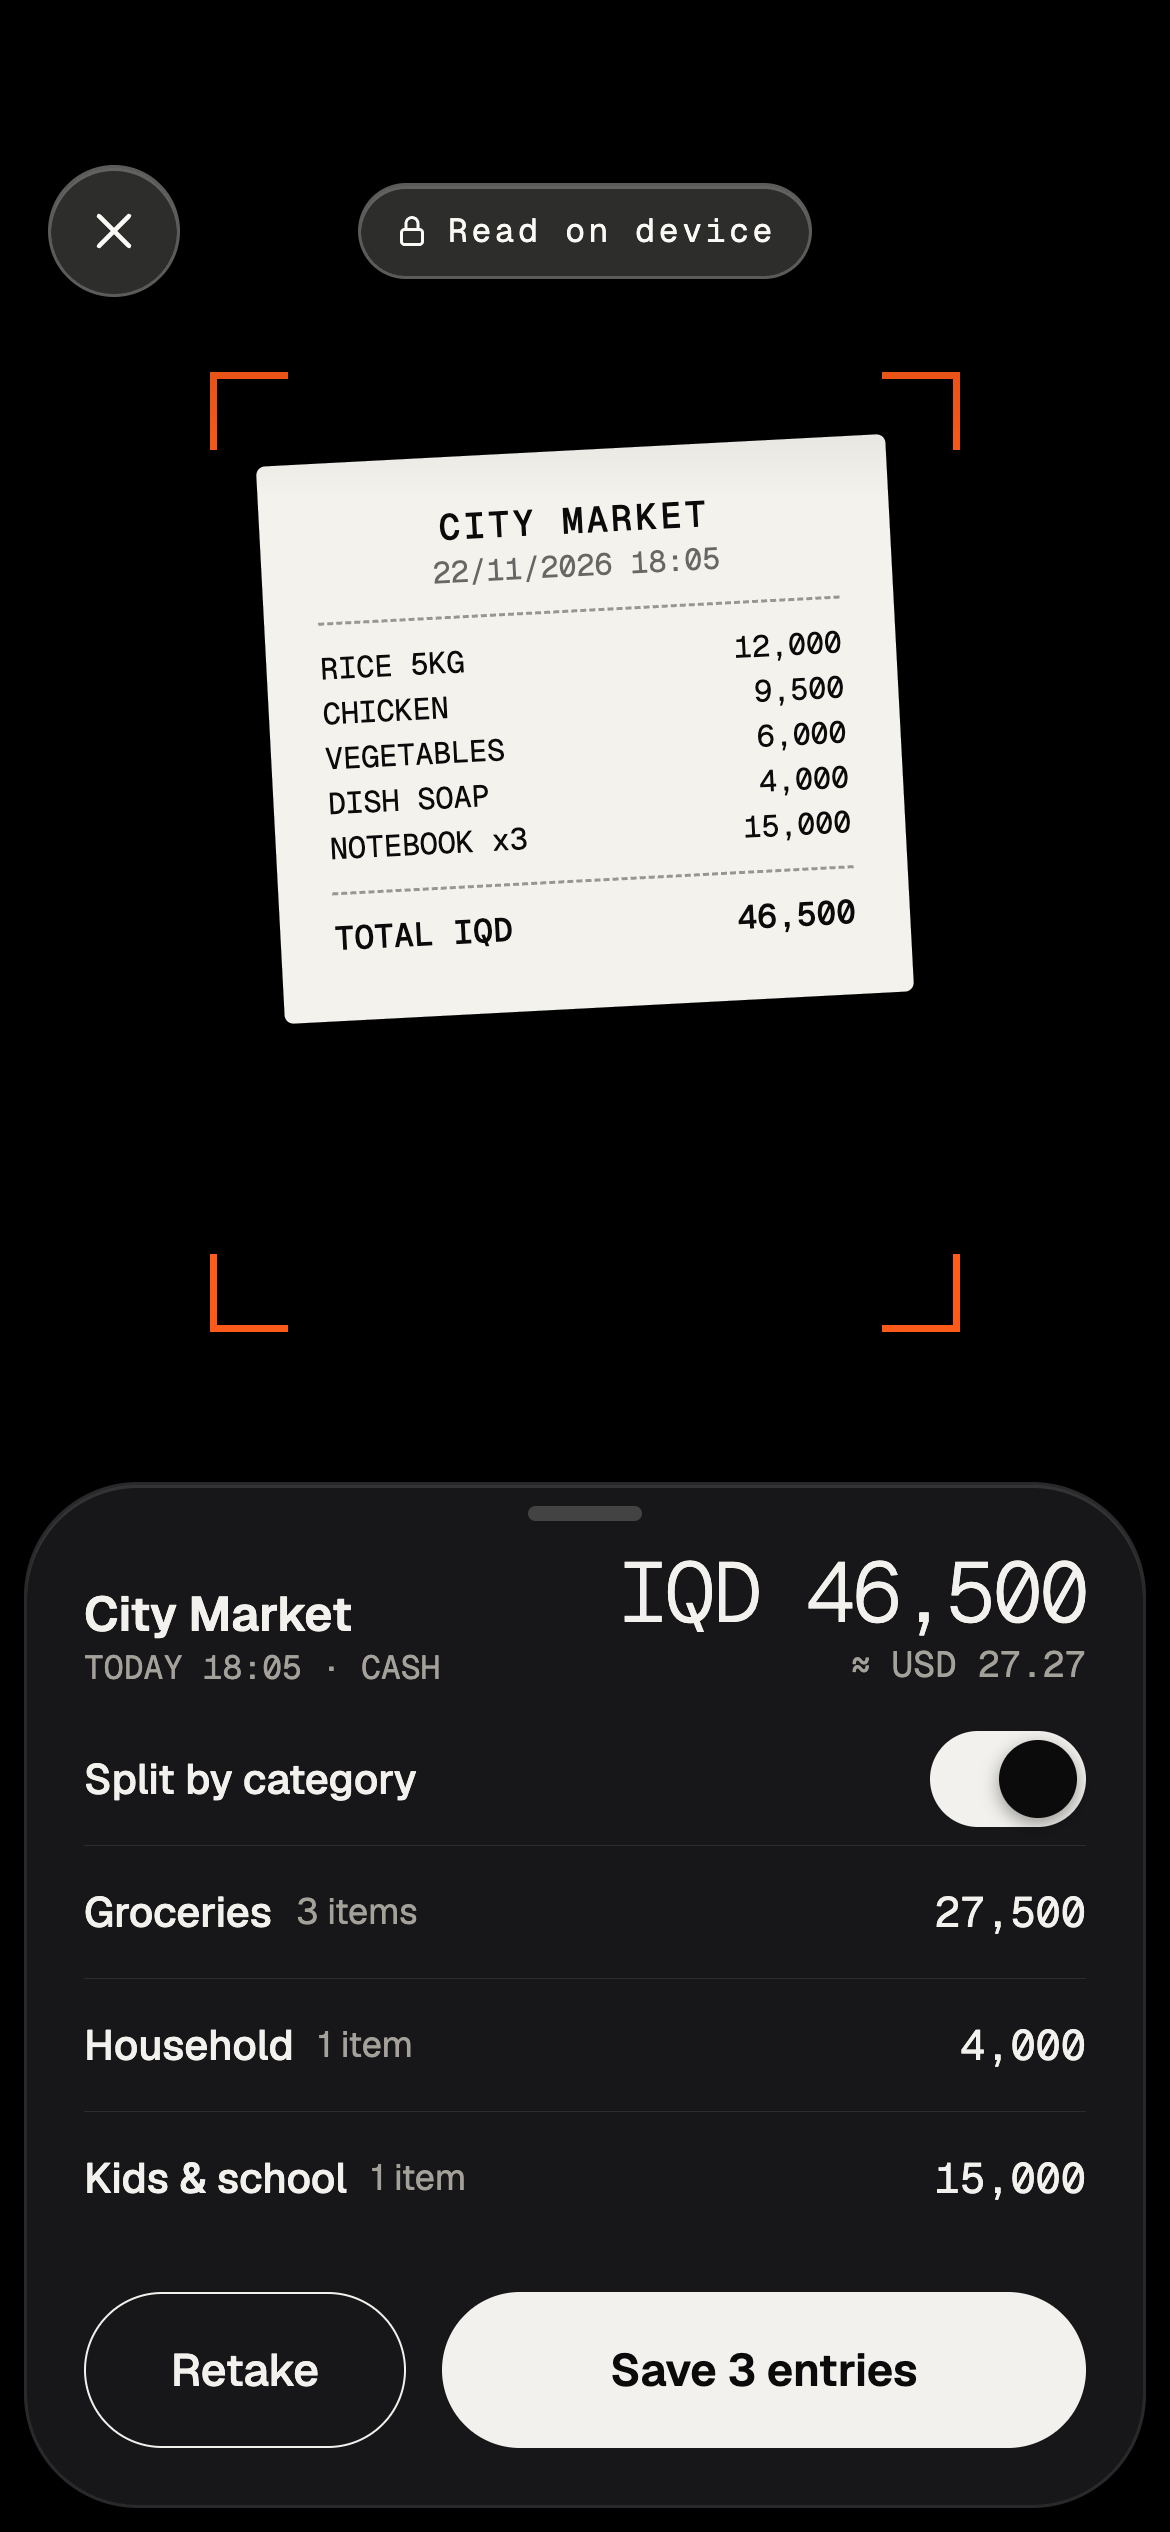 Read on device
CITY MARKET
22/11/2026 18:05
RICE 5KG 12,000
CHICKEN 9,500
VEGETABLES 6,000
DISH SOAP 4,000
NOTEBOOK x3 15,000
TOTAL IQD 46,500
City Market IQD 46,500
TODAY 18:05 · CASH ≈ USD 27.27
Split by category
Groceries 3 items 27,500
Household 1 item 4,000
Kids & school 1 item 15,000
Retake Save 3 entries